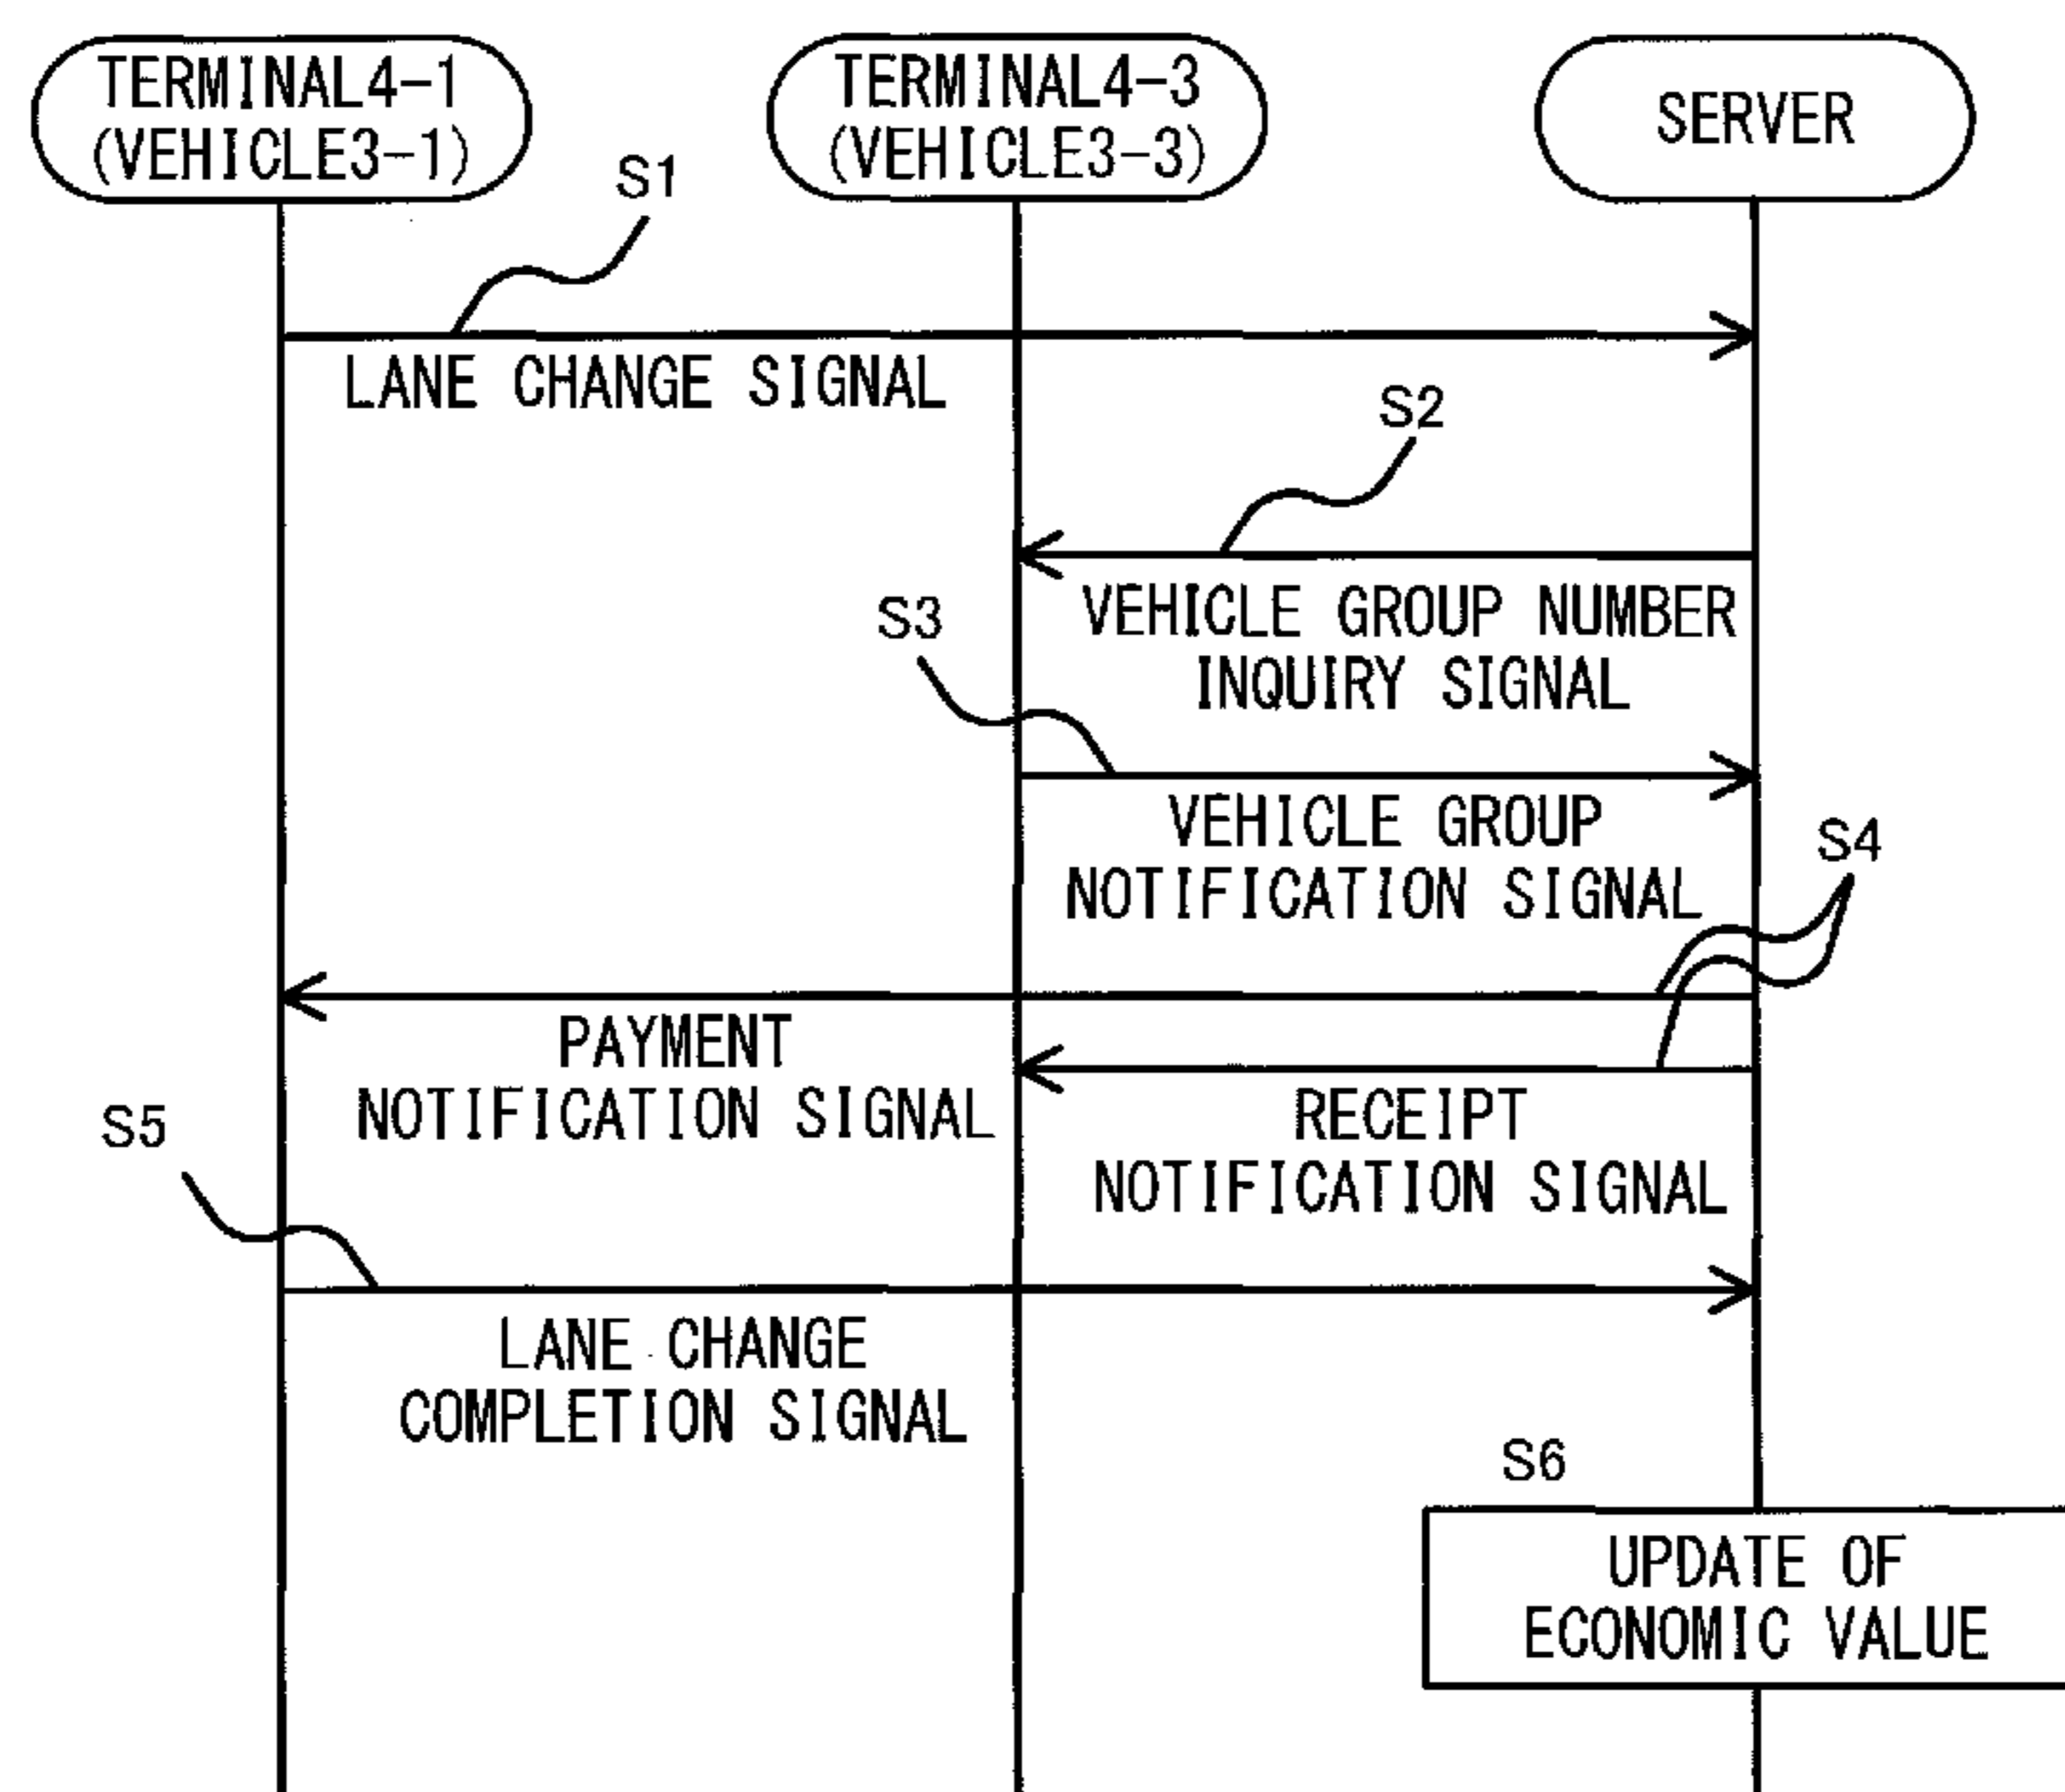 TERMINAL4-1
(VEHICLE3-1)
TERMINAL4-3
(VEHICLE3-3)
SERVER
S1
LANE CHANGE SIGNAL
S2
VEHICLE GROUP NUMBER
INQUIRY SIGNAL
S3
VEHICLE GROUP
NOTIFICATION SIGNAL
S4
PAYMENT
NOTIFICATION SIGNAL
RECEIPT
NOTIFICATION SIGNAL
S5
LANE CHANGE
COMPLETION SIGNAL
S6
UPDATE OF
ECONOMIC VALUE